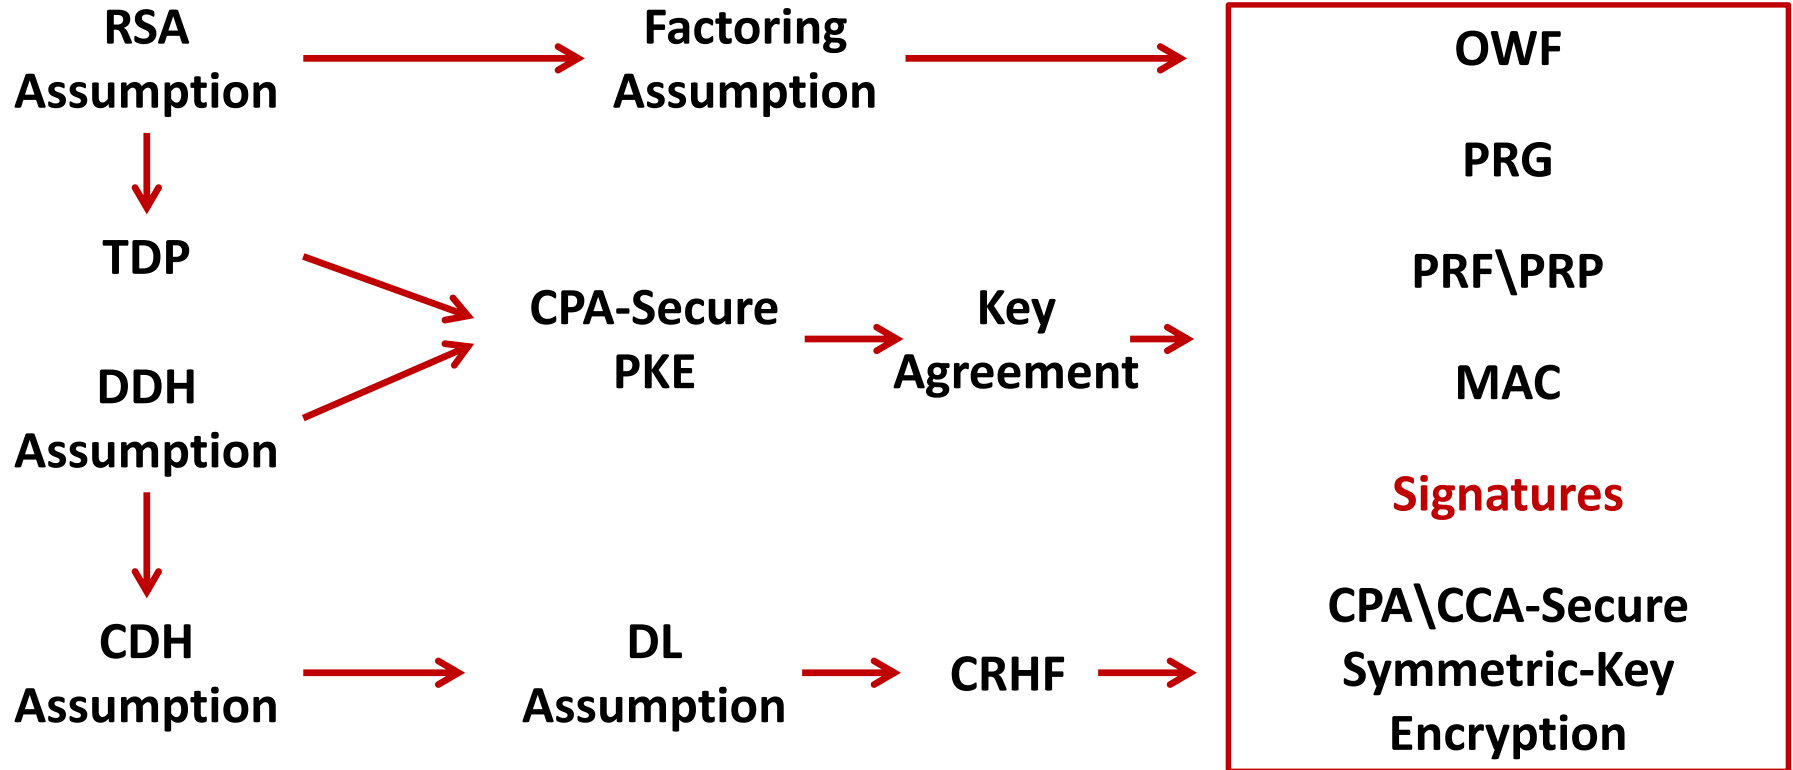 RSA
Assumption
Factoring
Assumption
OWF
PRG
TDP
PRF\PRP
CPA-Secure
PKE
Key
Agreement
DDH
Assumption
MAC
Signatures
CDH
Assumption
DL
Assumption
CRHF
CPA\CCA-Secure
Symmetric-Key
Encryption